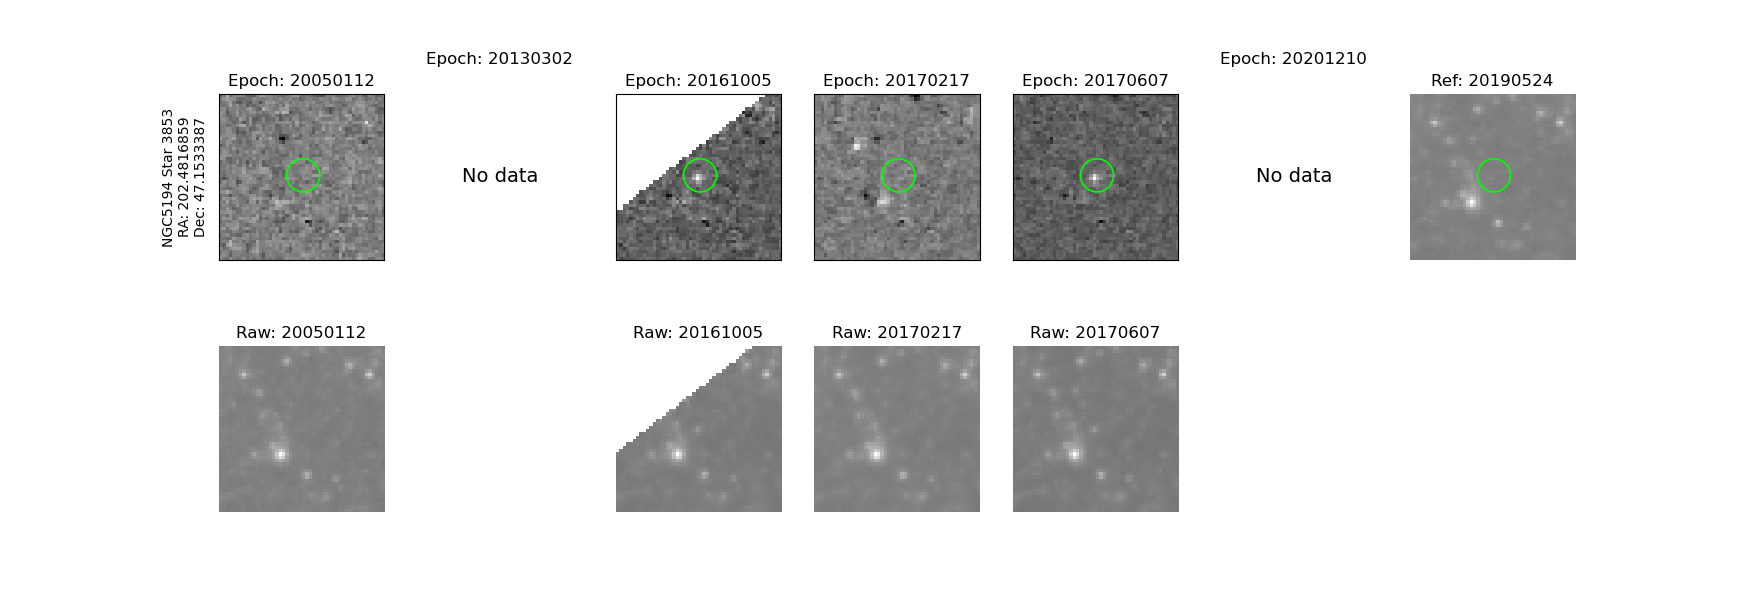 Epoch: 20130302
Epoch: 20201210
Epoch: 20050112
Epoch: 20161005
Epoch: 20170217
Epoch: 20170607
Ref: 20190524
NGC5194 Star 3853
RA: 202.4816859
Dec: 47.1533387
No data
No data
Raw: 20050112
Raw: 20161005
Raw: 20170217
Raw: 20170607